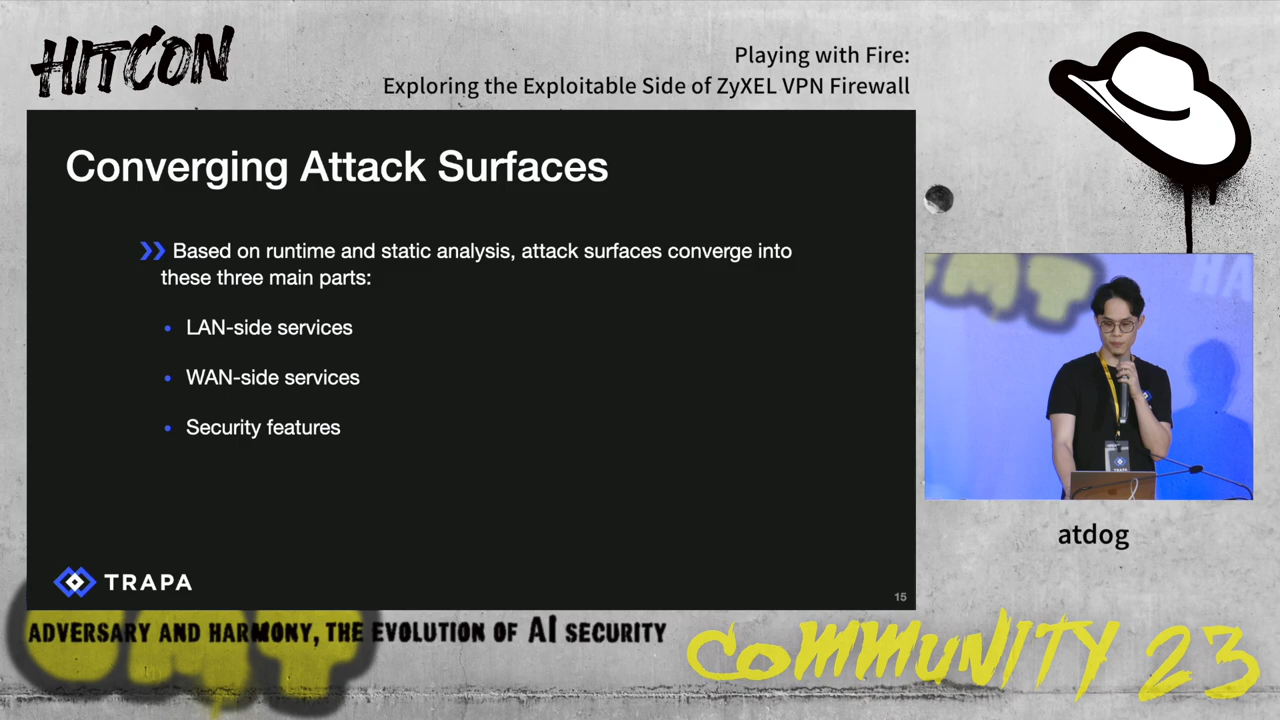 HITCON
Playing with Fire:
Exploring the Exploitable Side of ZyXEL VPN Firewall
Converging Attack Surfaces
Based on runtime and static analysis, attack surfaces converge into
these three main parts:
LAN-side services
WAN-side services
Security features
TRAPA
15
TRAPA
atdog
ADVERSARY AND HARMONY, THE EVOLUTION OF AI SECURITY
COMMUNITY 23